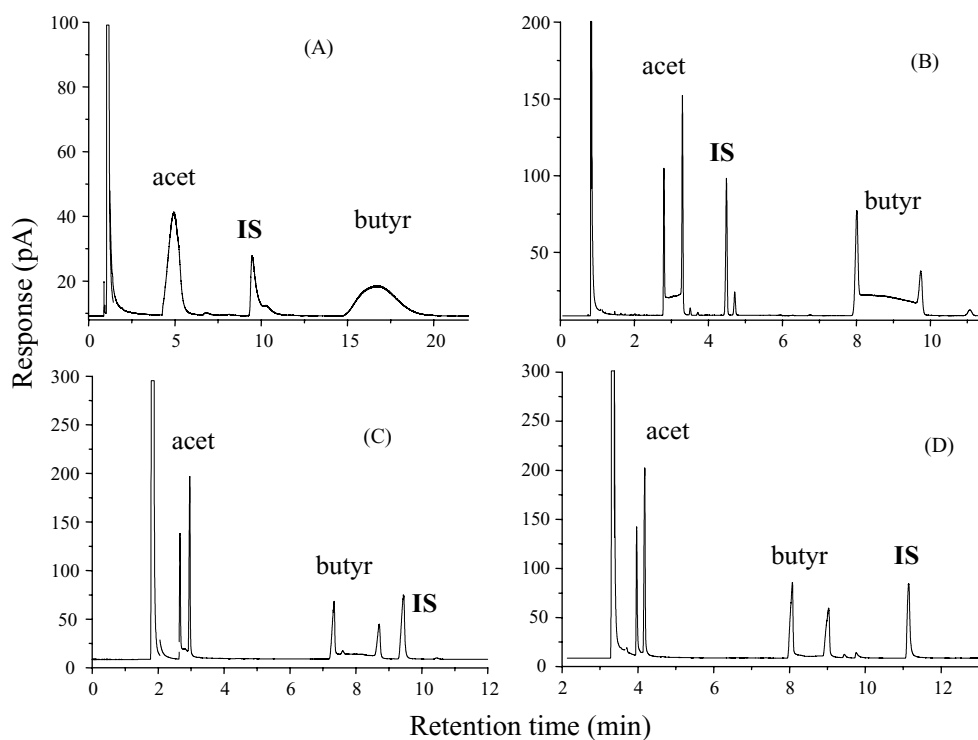 Response (pA)
100
80
60
40
20
0 5 10 15 20
(A)
acet
IS
butyr
200
150
100
50
0 2 4 6 8 10
(B)
acet
IS
butyr
300
250
200
150
100
50
0
0 2 4 6 8 10 12
(C)
acet
butyr
IS
300
250
200
150
100
50
0
2 4 6 8 10 12
(D)
acet
butyr
IS
Retention time (min)